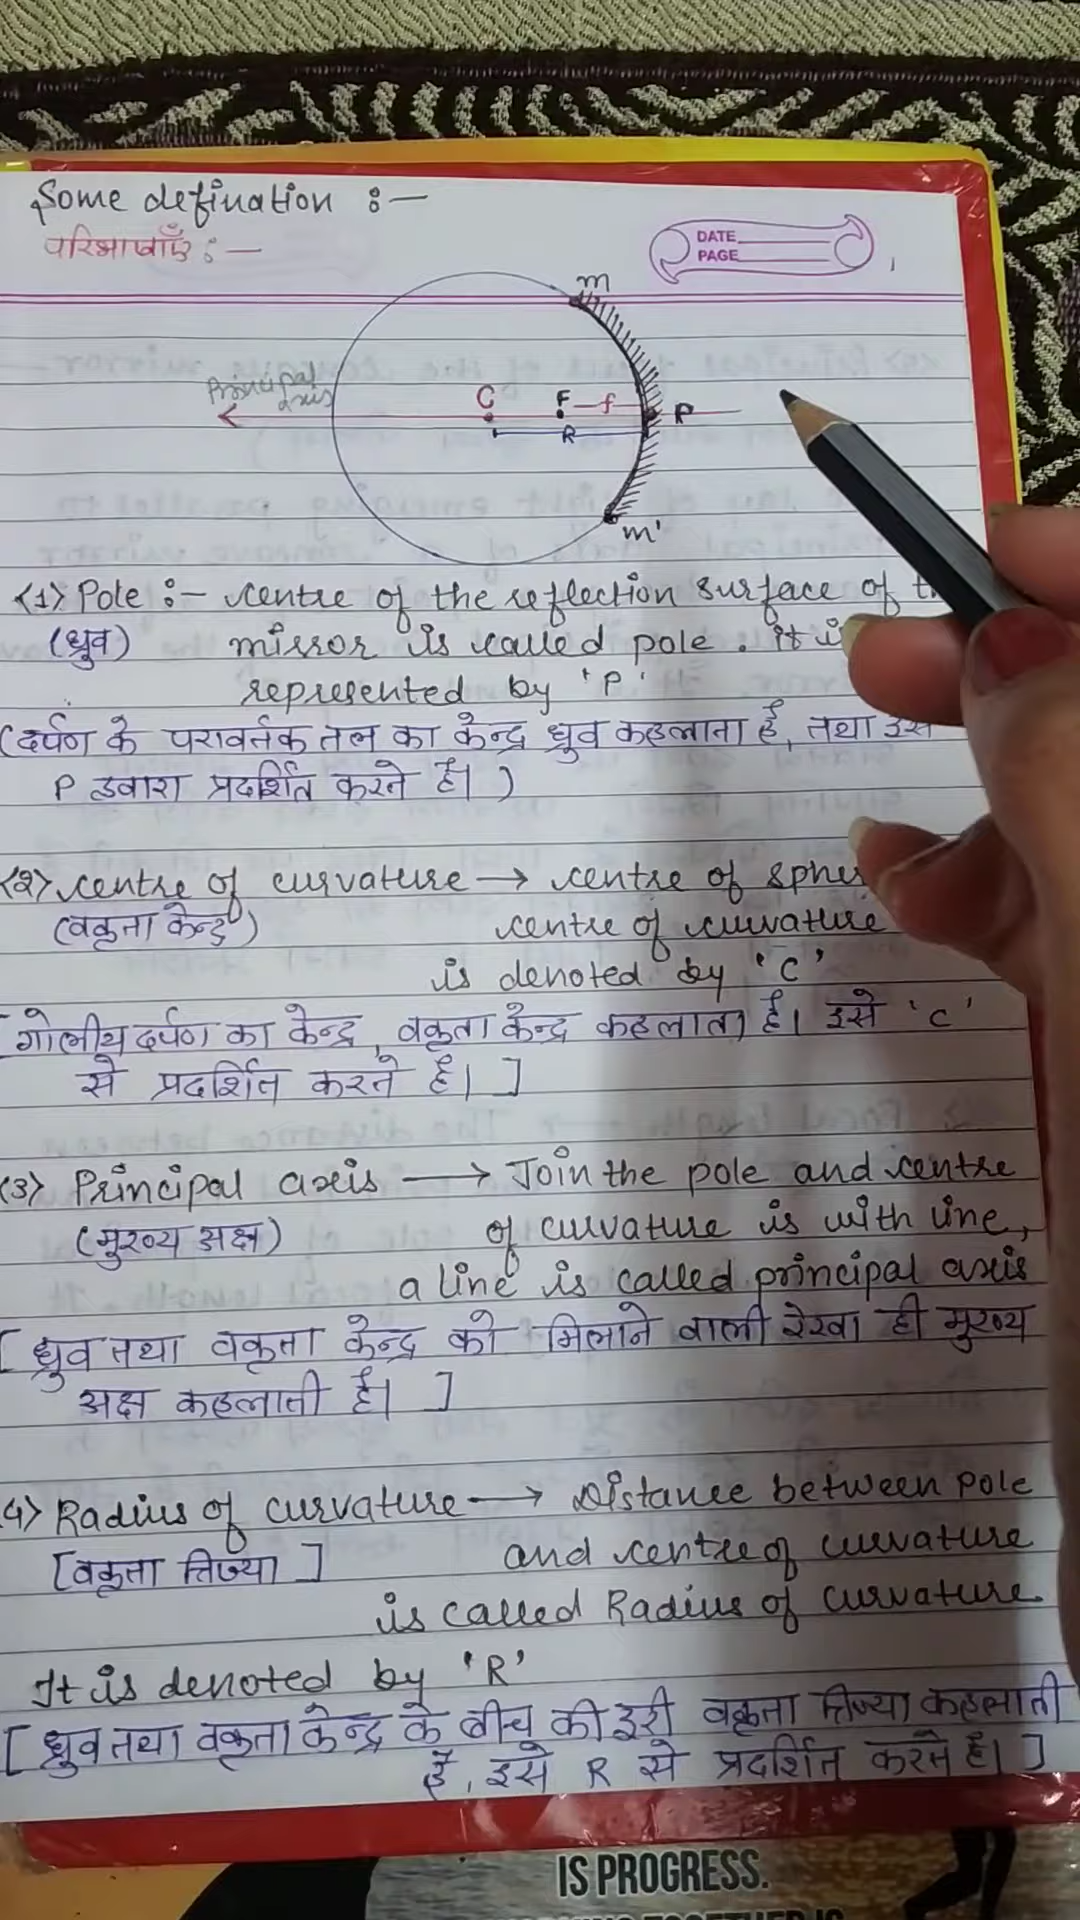 Some defination :-
परिभाषाएँ :-
DATE
PAGE
m
Principal
axis
C F f P
R
m'
<1> Pole :- centre of the reflection surface of
(ध्रुव) mirror is called pole. it is
represented by 'P'
(दर्पण के परावर्तक तल का केन्द्र ध्रुव कहलाता है, तथा इसे
P द्वारा प्रदर्शित करते हैं। )
<2> centre of curvature → centre of
(वक्रता केन्द्र) centre of curvature
is denoted by 'C'
[गोलीय दर्पण का केन्द्र, वक्रता केन्द्र कहलाता है। इसे 'C'
से प्रदर्शित करते है। ]
<3> Principal axis → Join the pole and centre
(मुख्य अक्ष) of curvature is with line,
a line is called principal axis
[ ध्रुव तथा वक्रता केन्द्र को मिलाने वाली रेखा ही मुख्य
अक्ष कहलाती है। ]
4> Radius of curvature → Distance between pole
[वक्रता त्रिज्या ] and centre of curvature
is called Radius of curvature.
It is denoted by 'R'
[ ध्रुव तथा वक्रता केन्द्र के बीच की दूरी वक्रता त्रिज्या कहलाती
है, इसे R से प्रदर्शित करते है। ]
IS PROGRESS.